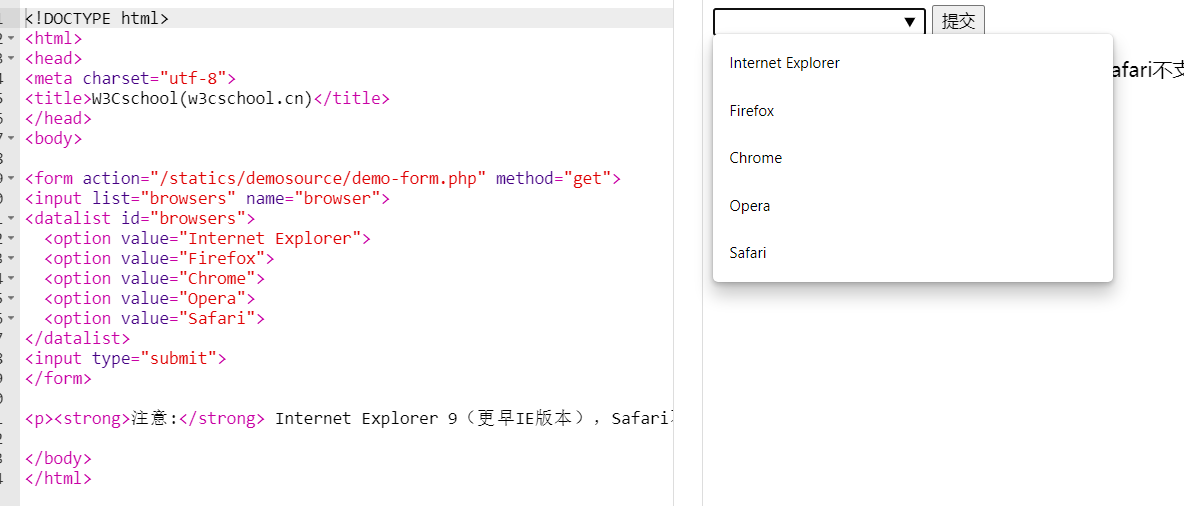 <!DOCTYPE html>
<html>
<head>
<meta charset="utf-8">
<title>W3Cschool(w3cschool.cn)</title>
</head>
<body>
<form action="/statics/demosource/demo-form.php" method="get">
<input list="browsers" name="browser">
<datalist id="browsers">
  <option value="Internet Explorer">
  <option value="Firefox">
  <option value="Chrome">
  <option value="Opera">
  <option value="Safari">
</datalist>
<input type="submit">
</form>
<p><strong>注意:</strong> Internet Explorer 9（更早IE版本），Safari
</body>
</html>
提交
Internet Explorer
afari不支
Firefox
Chrome
Opera
Safari